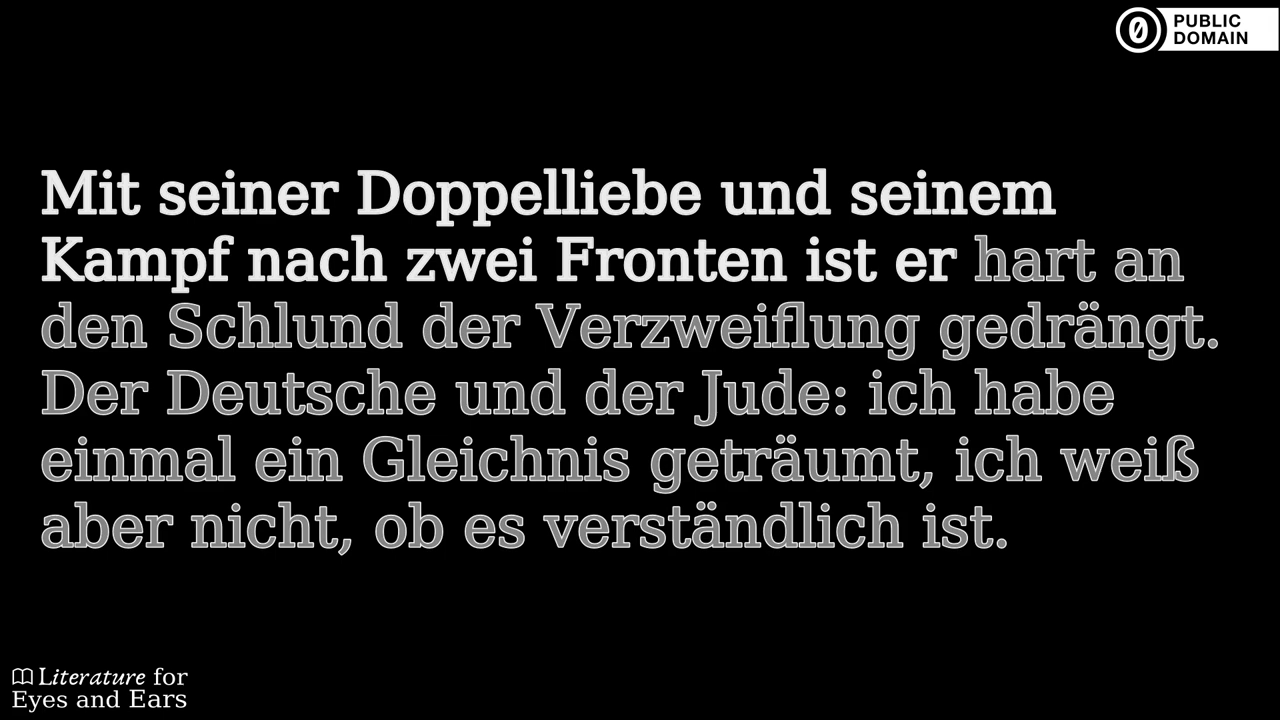 PUBLIC
DOMAIN
Mit seiner Doppelliebe und seinem
Kampf nach zwei Fronten ist er hart an
den Schlund der Verzweiflung gedrängt.
Der Deutsche und der Jude: ich habe
einmal ein Gleichnis geträumt, ich weiß
aber nicht, ob es verständlich ist.
Literature for
Eyes and Ears